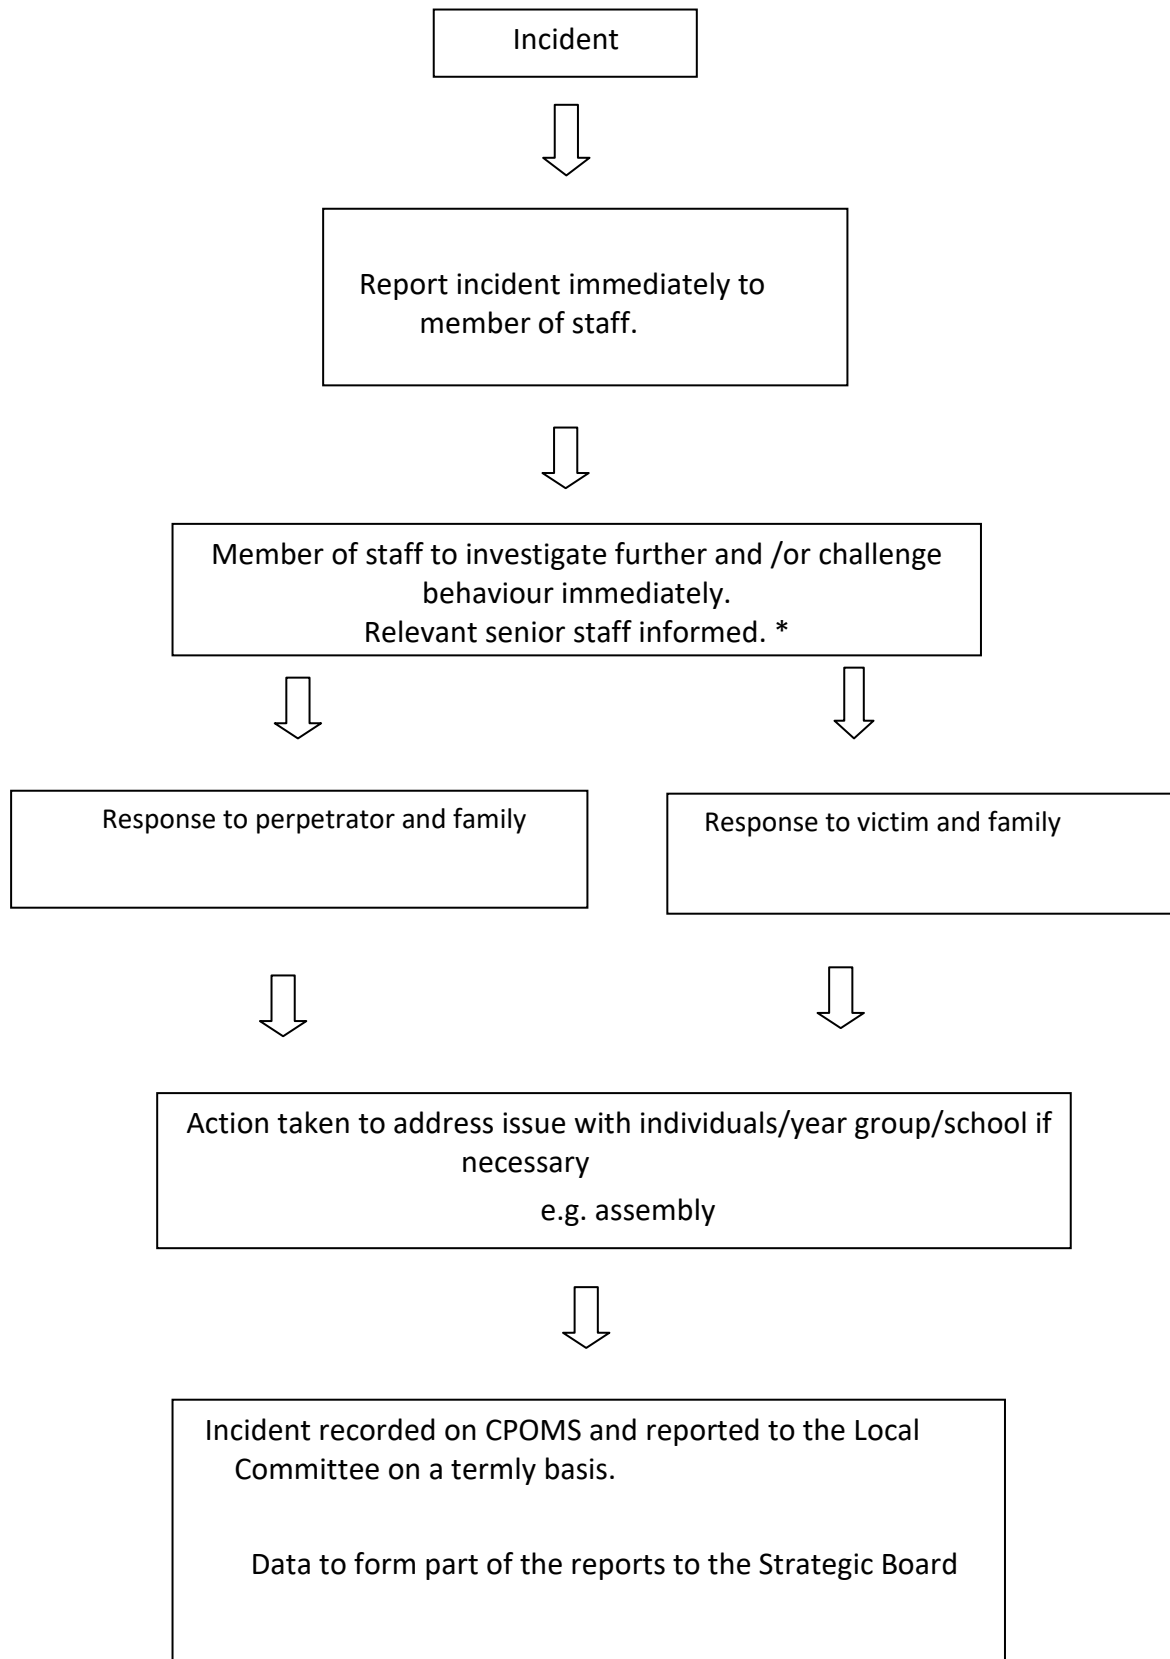 Incident
Report incident immediately to
member of staff.
Member of staff to investigate further and /or challenge
behaviour immediately.
Relevant senior staff informed. *
Response to perpetrator and family
Response to victim and family
Action taken to address issue with individuals/year group/school if
necessary
e.g. assembly
Incident recorded on CPOMS and reported to the Local
Committee on a termly basis.
Data to form part of the reports to the Strategic Board